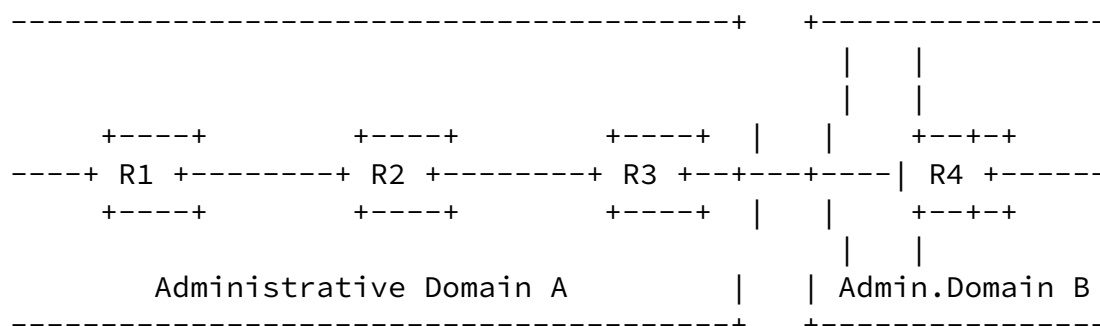 ----------------------------------------+   +----------------
                                              |   |
                                              |   |
     +----+        +----+        +----+  |   |    +--+-+
----+ R1 +--------+ R2 +--------+ R3 +--+---+----| R4 +------
     +----+        +----+        +----+  |   |    +--+-+
                                              |   |
        Administrative Domain A         |   | Admin.Domain B
----------------------------------------+   +----------------